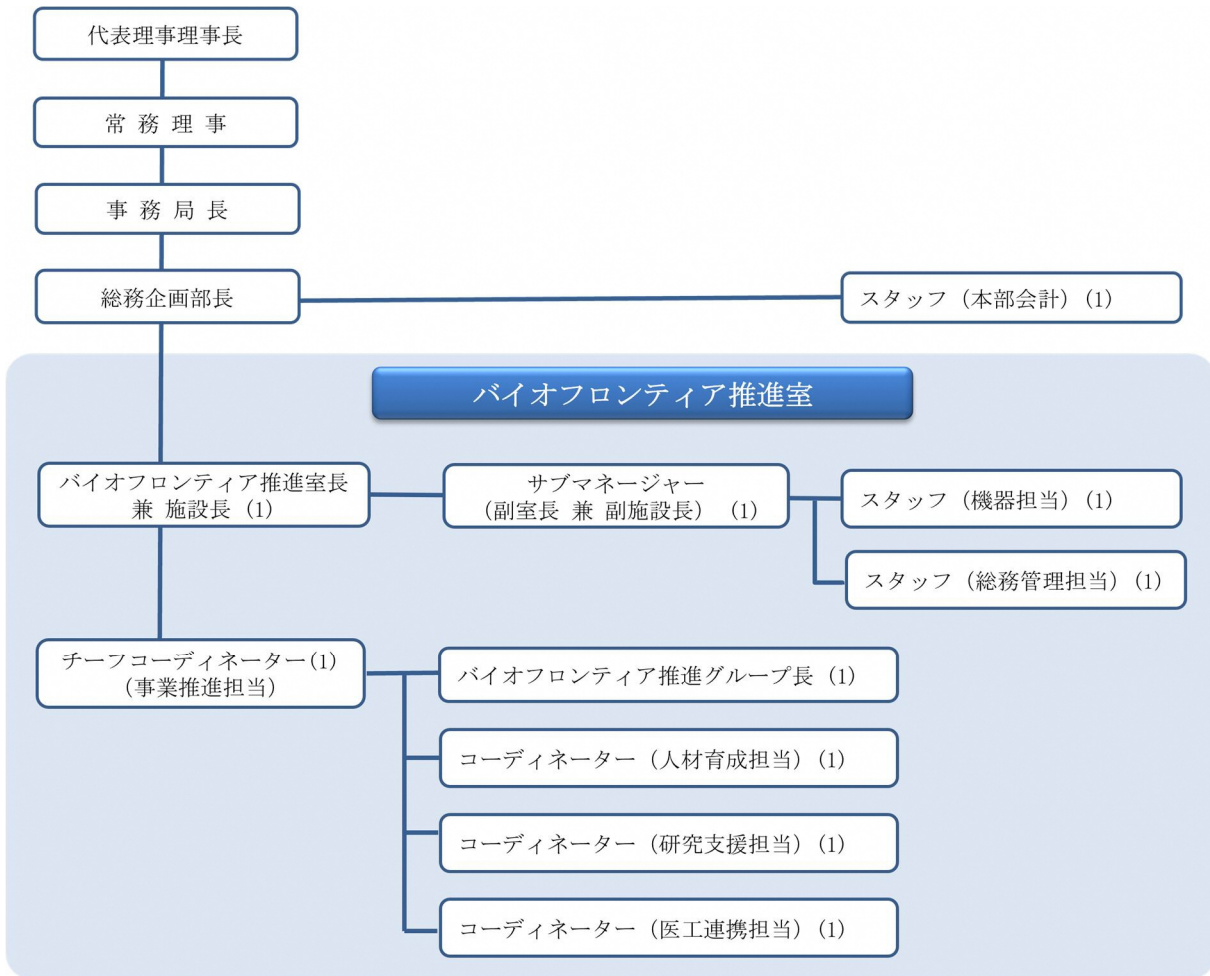 代表理事理事長
常 務 理 事
事 務 局 長
総務企画部長
スタッフ（本部会計）(1)
バイオフロンティア推進室
バイオフロンティア推進室長
兼 施設長 (1)
サブマネージャー
（副室長 兼 副施設長） (1)
スタッフ（機器担当）(1)
スタッフ（総務管理担当）(1)
チーフコーディネーター(1)
（事業推進担当）
バイオフロンティア推進グループ長 (1)
コーディネーター（人材育成担当）(1)
コーディネーター（研究支援担当）(1)
コーディネーター（医工連携担当）(1)